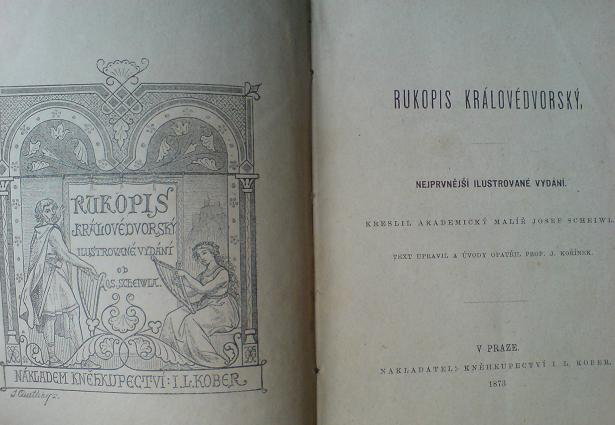 RUKOPIS
KRÁLOVÉDVORSKÝ
ILUSTROVANÉ VYDÁNÍ
OD
JOS. SCHEIWLA.
NÁKLADEM KNĚHKUPECTVÍ: I.L.KOBER
RUKOPIS KRÁLOVÉDVORSKÝ.
NEJPRVNĚJŠÍ ILUSTROVANÉ VYDÁNÍ.
KRESLIL AKADEMICKÝ MALÍŘ JOSEF SCHEIWL.
TEXT UPRAVIL A ÚVODY OPATŘIL PROF. J. KOŘÍNEK.
V PRAZE.
NAKLADATEL: KNĚHKUPECTVÍ I. L. KOBER.
1873